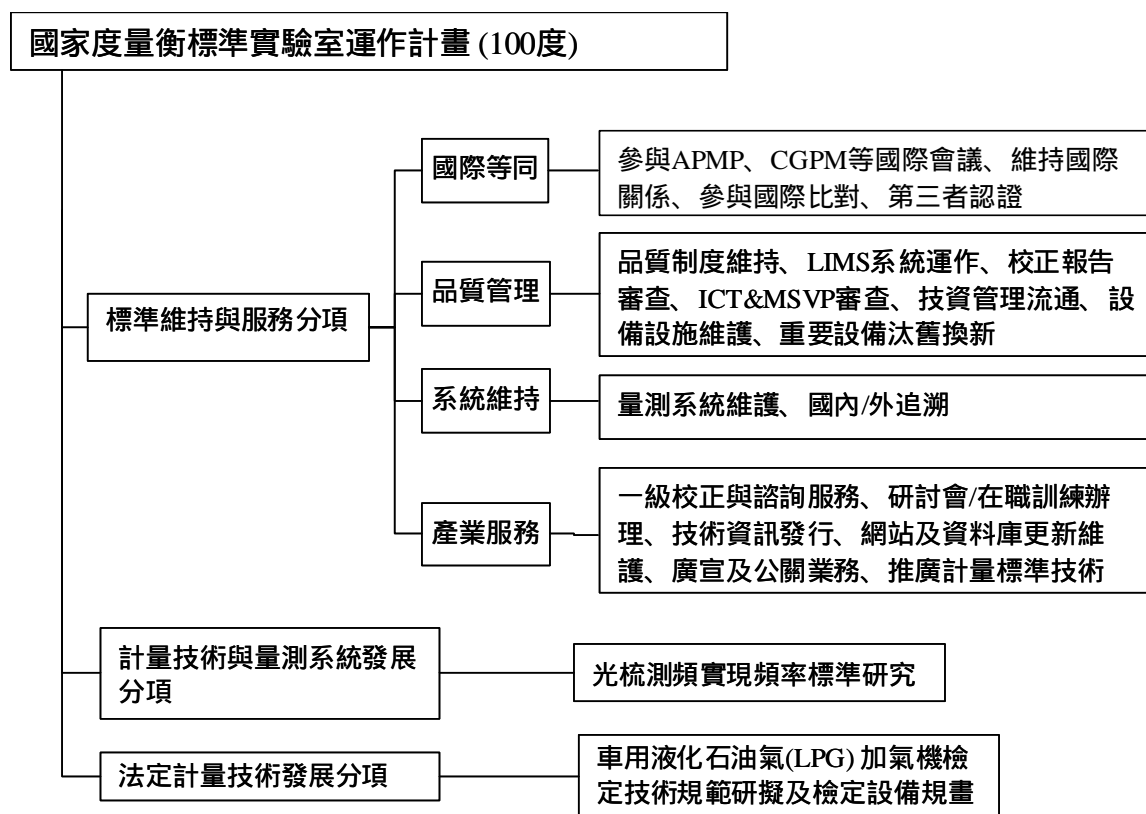 國家度量衡標準實驗室運作計畫 (100度)
國際等同
參與APMP、CGPM等國際會議、維持國際
關係、參與國際比對、第三者認證
標準維持與服務分項
品質管理
品質制度維持、LIMS系統運作、校正報告
審查、ICT&MSVP審查、技資管理流通、設
備設施維護、重要設備汰舊換新
系統維持
量測系統維護、國內/外追溯
產業服務
一級校正與諮詢服務、研討會/在職訓練辦
理、技術資訊發行、網站及資料庫更新維
護、廣宣及公關業務、推廣計量標準技術
計量技術與量測系統發展
分項
光梳測頻實現頻率標準研究
法定計量技術發展分項
車用液化石油氣(LPG) 加氣機檢
定技術規範研擬及檢定設備規畫